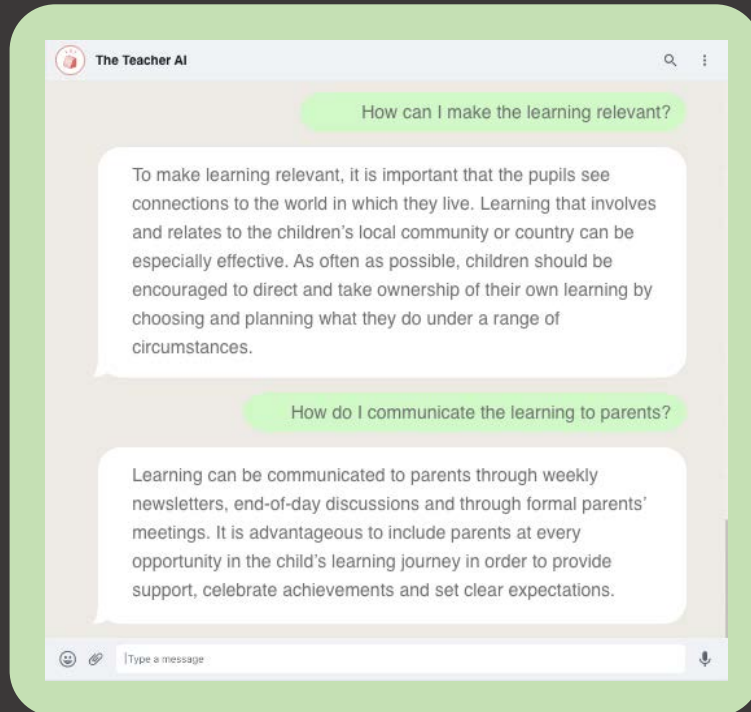 The Teacher AI
How can I make the learning relevant?
To make learning relevant, it is important that the pupils see
connections to the world in which they live. Learning that involves
and relates to the children's local community or country can be
especially effective. As often as possible, children should be
encouraged to direct and take ownership of their own learning by
choosing and planning what they do under a range of
circumstances.
How do I communicate the learning to parents?
Learning can be communicated to parents through weekly
newsletters, end-of-day discussions and through formal parents'
meetings. It is advantageous to include parents at every
opportunity in the child's learning journey in order to provide
support, celebrate achievements and set clear expectations.
Type a message